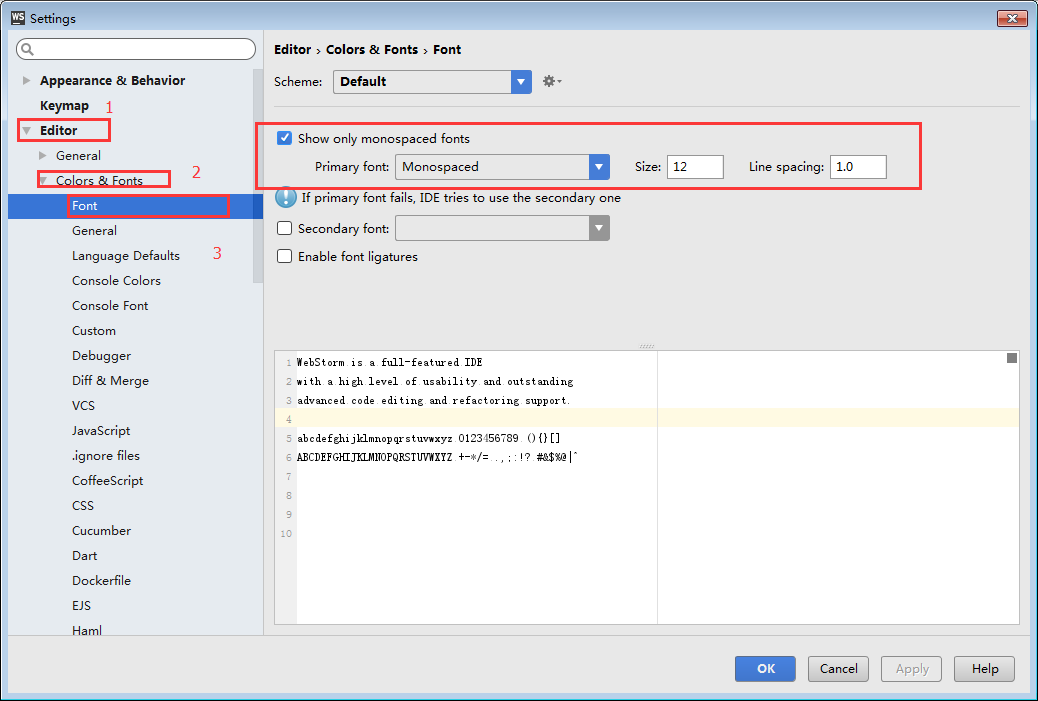 WS Settings
Appearance & Behavior
Keymap
1
Editor
General
2
Colors & Fonts
Font
General
Language Defaults
3
Console Colors
Console Font
Custom
Debugger
Diff & Merge
VCS
JavaScript
.ignore files
CoffeeScript
CSS
Cucumber
Dart
Dockerfile
EJS
Haml
Editor › Colors & Fonts › Font
Scheme: Default
Show only monospaced fonts
Primary font: Monospaced Size: 12 Line spacing: 1.0
! If primary font fails, IDE tries to use the secondary one
Secondary font:
Enable font ligatures
1 WebStorm is a full-featured IDE
2 with a high level of usability and outstanding
3 advanced code editing and refactoring support.
4
5 abcdefghijklmnopqrstuvwxyz 0123456789 (){}[]
6 ABCDEFGHIJKLMNOPQRSTUVWXYZ +-*/= .,;:!? #&$%@|^
7
8
9
10
OK Cancel Apply Help